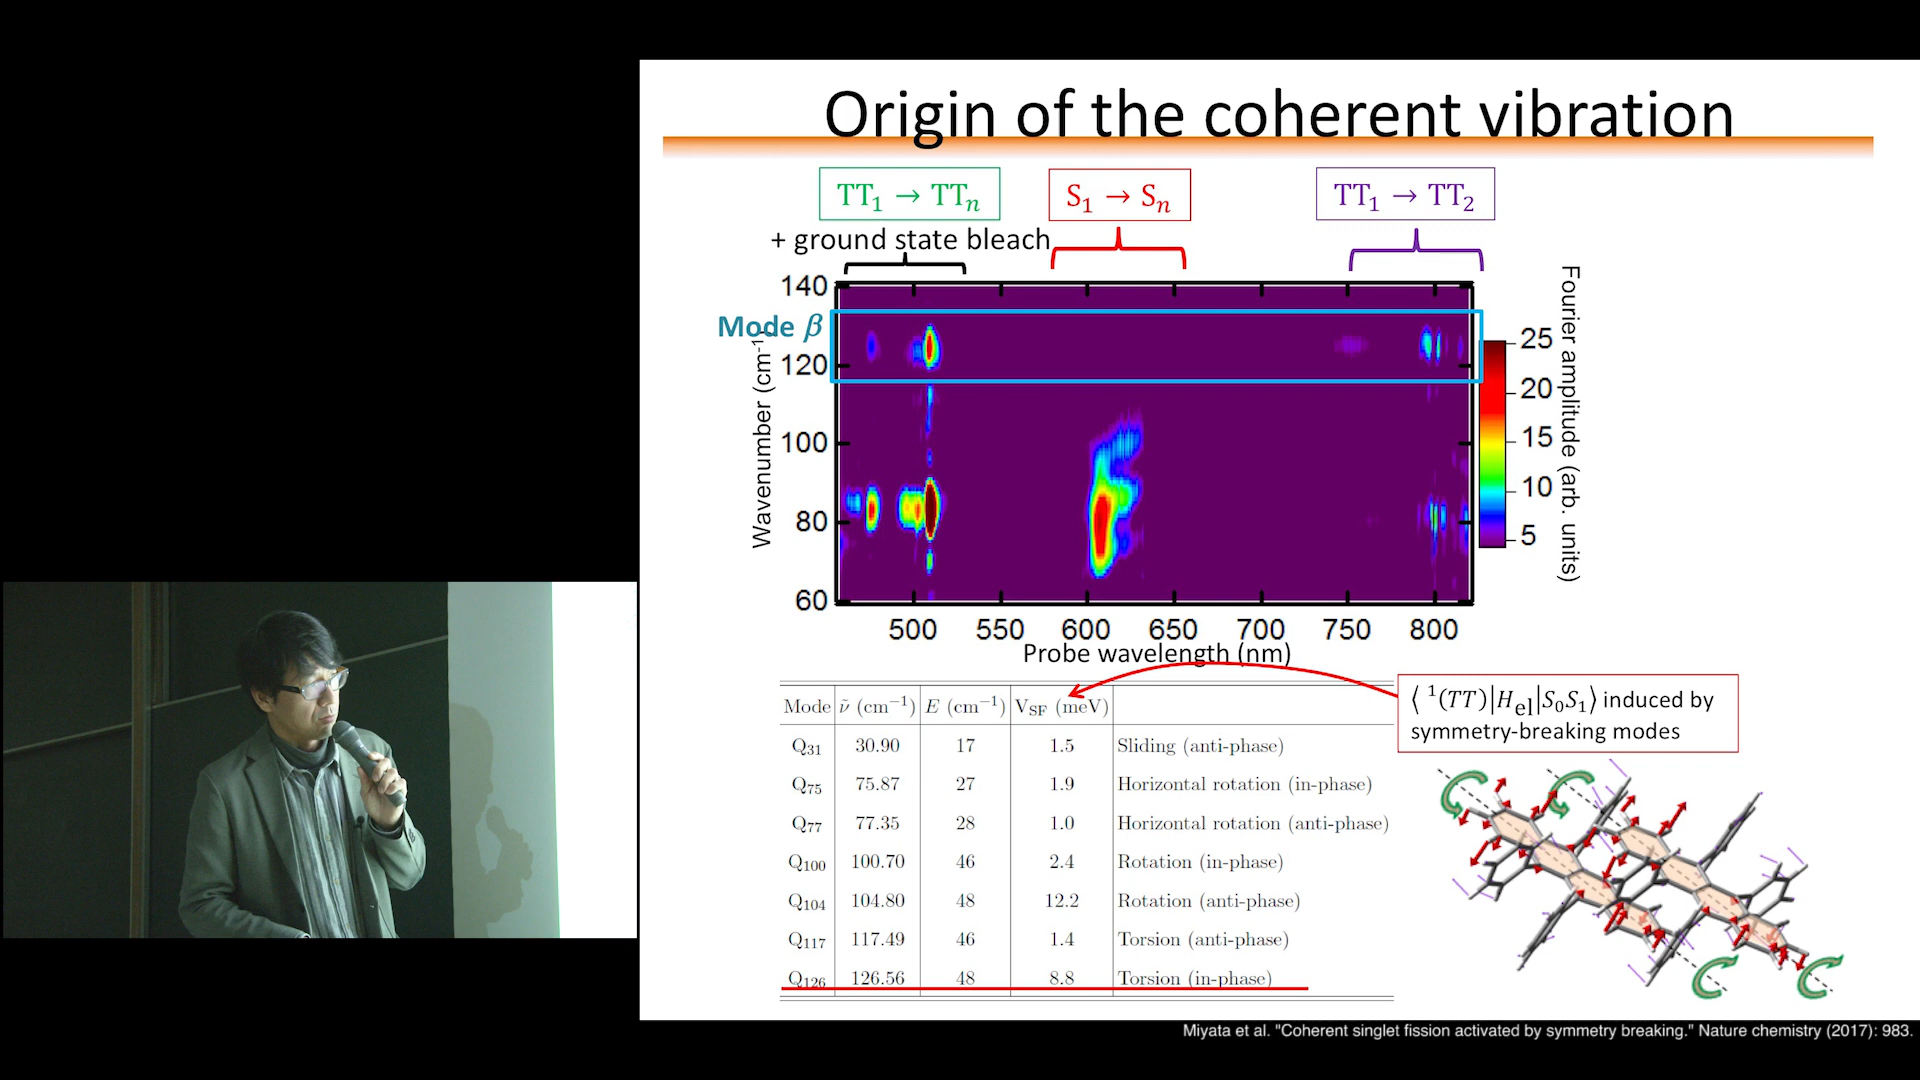 Origin of the coherent vibration
TT₁ → TTₙ
S₁ → Sₙ
TT₁ → TT₂
+ ground state bleach
Mode β
Wavenumber (cm⁻¹)
140
120
100
80
60
500 550 600 650 700 750 800
Probe wavelength (nm)
25
20
15
10
5
Fourier amplitude (arb. units)
Mode ν̃ (cm⁻¹) E (cm⁻¹) V_SF (meV)
Q₃₁ 30.90 17 1.5 Sliding (anti-phase)
Q₇₅ 75.87 27 1.9 Horizontal rotation (in-phase)
Q₇₇ 77.35 28 1.0 Horizontal rotation (anti-phase)
Q₁₀₀ 100.70 46 2.4 Rotation (in-phase)
Q₁₀₄ 104.80 48 12.2 Rotation (anti-phase)
Q₁₁₇ 117.49 46 1.4 Torsion (anti-phase)
Q₁₂₆ 126.56 48 8.8 Torsion (in-phase)
⟨ ¹(TT)|H_el|S₀S₁⟩ induced by
symmetry-breaking modes
Miyata et al. "Coherent singlet fission activated by symmetry breaking." Nature chemistry (2017): 983.